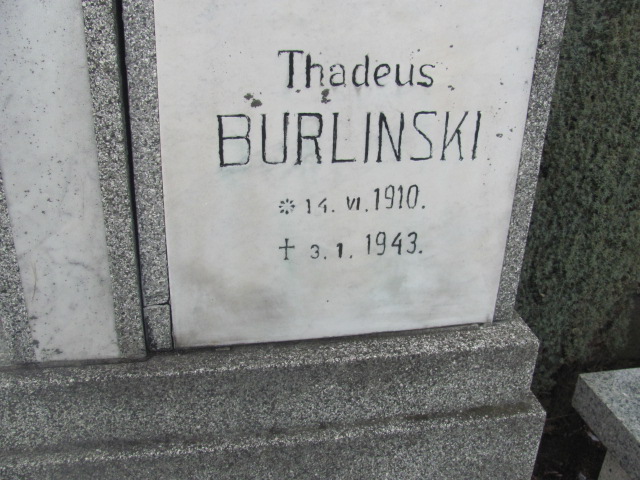 Thadeus
BURLINSKI
* 14. VI. 1910.
† 3. 1. 1943.